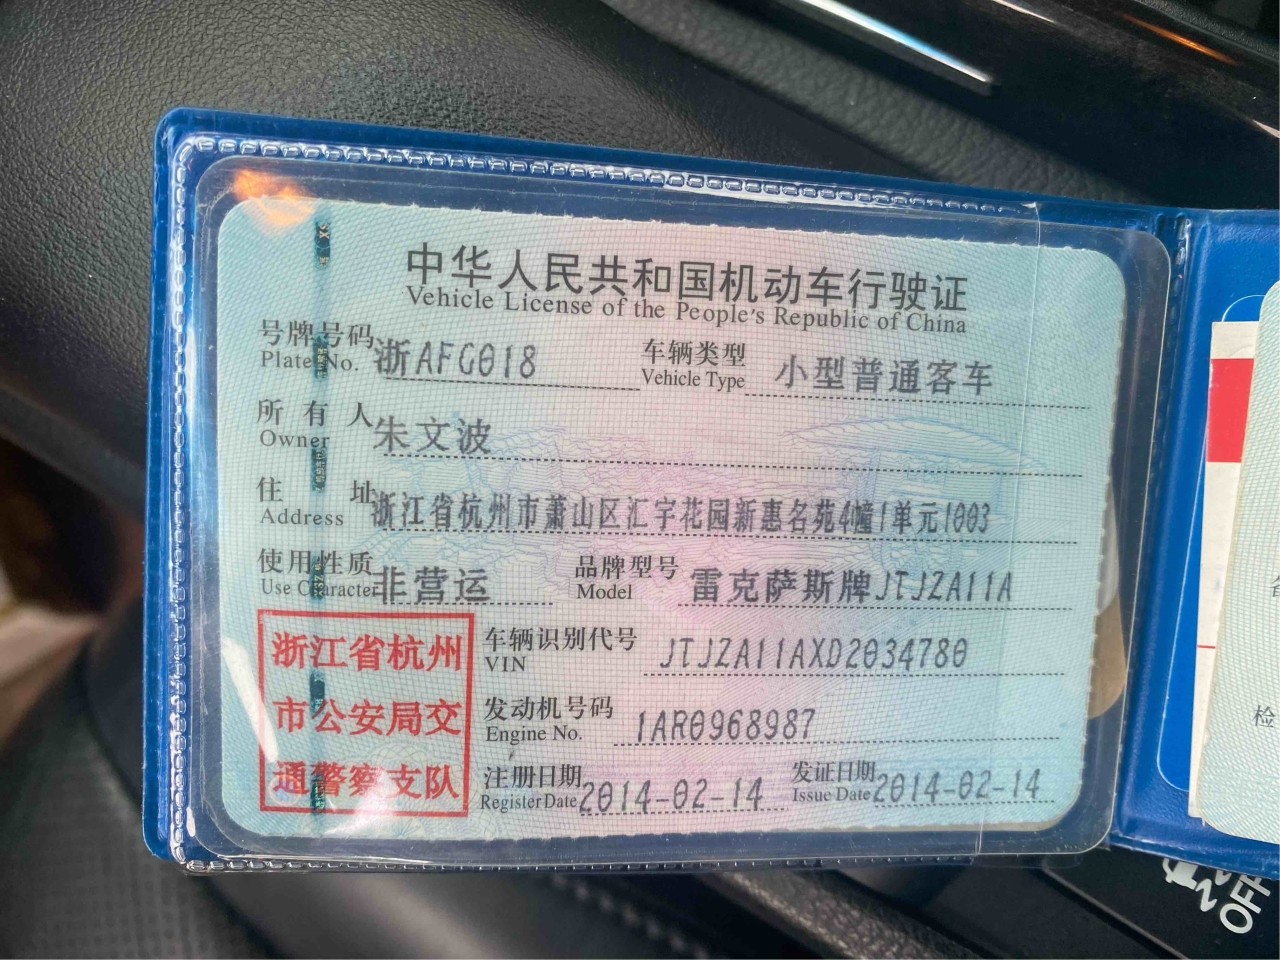 中华人民共和国机动车行驶证
Vehicle License of the People's Republic of China
号牌号码 浙AFG018 车辆类型 小型普通客车
Plate No. Vehicle Type
所有人 朱文波
Owner
住址 浙江省杭州市萧山区汇宇花园新惠名苑4幢1单元1003
Address
使用性质 非营运 品牌型号 雷克萨斯牌JTJZA11A
Use Character Model
浙江省杭州
市公安局交
通警察支队
车辆识别代号 JTJZA11AXD2034780
VIN
发动机号码 1AR0968987
Engine No.
注册日期 2014-02-14 发证日期 2014-02-14
Register Date Issue Date
检
OFF